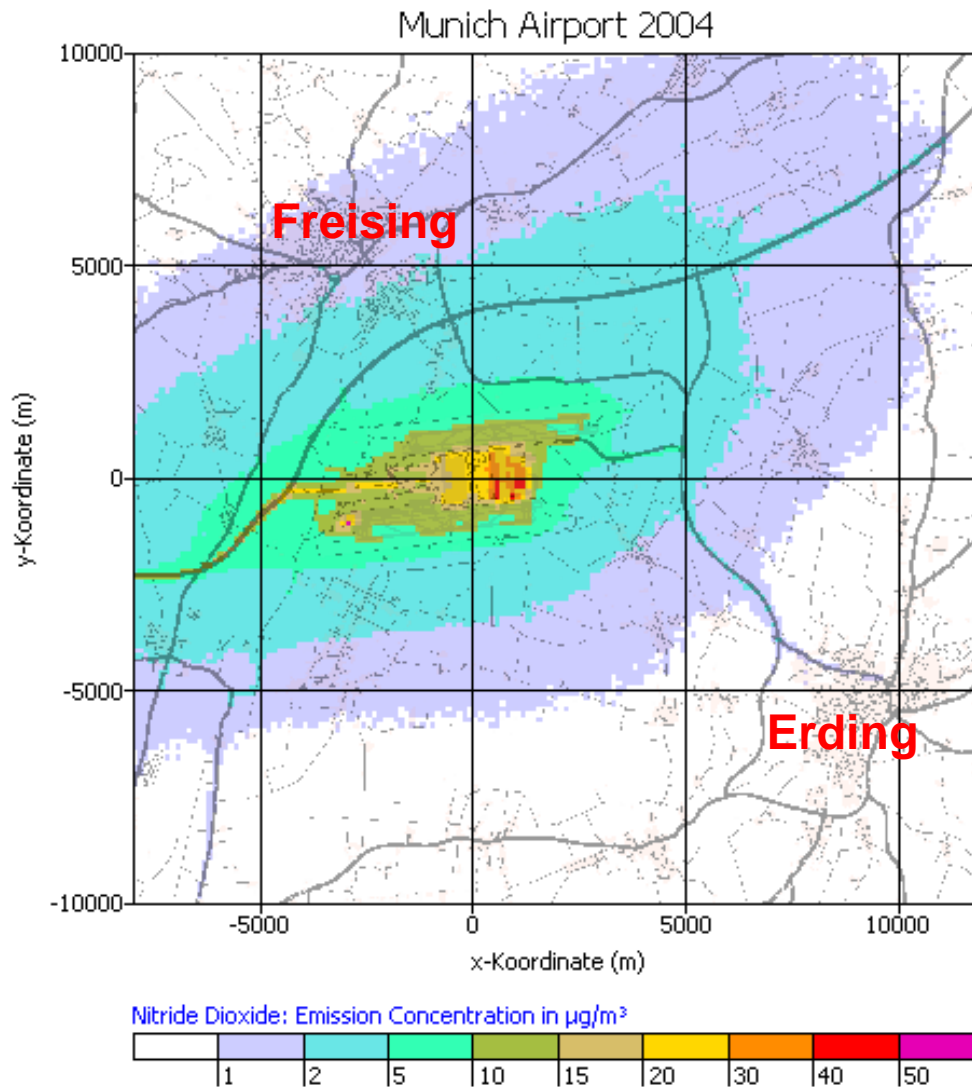 Munich Airport 2004
10000
Freising
5000
y-Koordinate (m)
0
-5000
Erding
-10000
-5000 0 5000 10000
x-Koordinate (m)
Nitride Dioxide: Emission Concentration in µg/m³
1 2 5 10 15 20 30 40 50